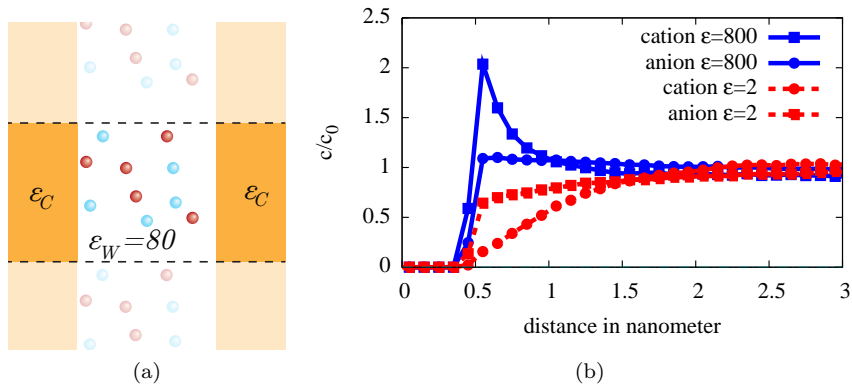 ε_C
ε_C
ε_W=80
(a)
c/c₀
2.5
2
1.5
1
0.5
0
cation ε=800
anion ε=800
cation ε=2
anion ε=2
0 0.5 1 1.5 2 2.5 3
distance in nanometer
(b)